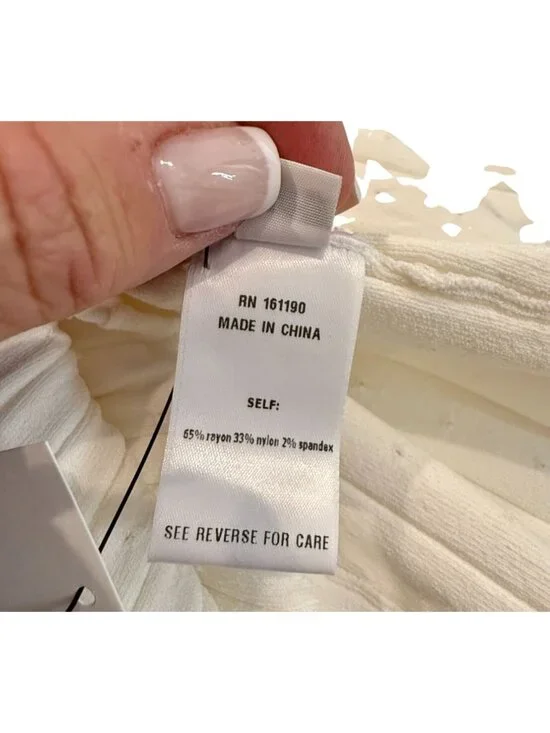 RN 161190
MADE IN CHINA
SELF:
65% rayon 33% nylon 2% spandex
SEE REVERSE FOR CARE